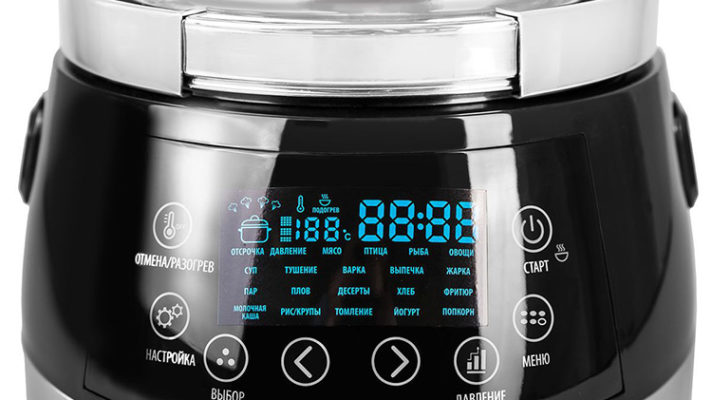 ПОДОГРЕВ
188°C 88:88
ОТСРОЧКА ДАВЛЕНИЕ МЯСО ПТИЦА РЫБА ОВОЩИ
СУП ТУШЕНИЕ ВАРКА ВЫПЕЧКА ЖАРКА
ПАР ПЛОВ ДЕСЕРТЫ ХЛЕБ ФРИТЮР
МОЛОЧНАЯ КАША РИС/КРУПЫ ТОМЛЕНИЕ ЙОГУРТ ПОПКОРН
ОТМЕНА/РАЗОГРЕВ
СТАРТ
НАСТРОЙКА
МЕНЮ
ВЫБОР
ДАВЛЕНИЕ